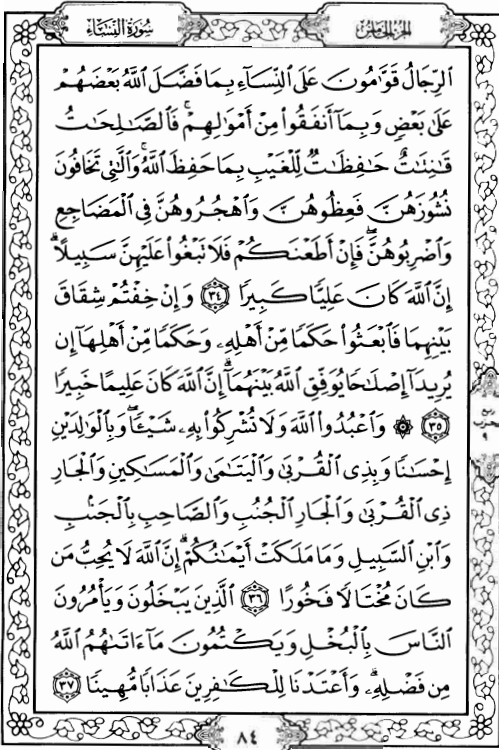 الجزء الخامس
سورة النساء
الرِّجَالُ قَوَّٰمُونَ عَلَى ٱلنِّسَآءِ بِمَا فَضَّلَ ٱللَّهُ بَعْضَهُمْ
عَلَىٰ بَعْضٍ وَبِمَآ أَنفَقُوا۟ مِنْ أَمْوَٰلِهِمْ ۚ فَٱلصَّٰلِحَٰتُ
قَٰنِتَٰتٌ حَٰفِظَٰتٌ لِّلْغَيْبِ بِمَا حَفِظَ ٱللَّهُ ۚ وَٱلَّٰتِى تَخَافُونَ
نُشُوزَهُنَّ فَعِظُوهُنَّ وَٱهْجُرُوهُنَّ فِى ٱلْمَضَاجِعِ
وَٱضْرِبُوهُنَّ ۖ فَإِنْ أَطَعْنَكُمْ فَلَا تَبْغُوا۟ عَلَيْهِنَّ سَبِيلًا ۗ
إِنَّ ٱللَّهَ كَانَ عَلِيًّا كَبِيرًا ٣٤ وَإِنْ خِفْتُمْ شِقَاقَ
بَيْنِهِمَا فَٱبْعَثُوا۟ حَكَمًا مِّنْ أَهْلِهِۦ وَحَكَمًا مِّنْ أَهْلِهَآ إِن
يُرِيدَآ إِصْلَٰحًا يُوَفِّقِ ٱللَّهُ بَيْنَهُمَآ ۗ إِنَّ ٱللَّهَ كَانَ عَلِيمًا خَبِيرًا
٣٥ ۞ وَٱعْبُدُوا۟ ٱللَّهَ وَلَا تُشْرِكُوا۟ بِهِۦ شَيْـًٔا ۖ وَبِٱلْوَٰلِدَيْنِ
إِحْسَٰنًا وَبِذِى ٱلْقُرْبَىٰ وَٱلْيَتَٰمَىٰ وَٱلْمَسَٰكِينِ وَٱلْجَارِ
ذِى ٱلْقُرْبَىٰ وَٱلْجَارِ ٱلْجُنُبِ وَٱلصَّاحِبِ بِٱلْجَنۢبِ
وَٱبْنِ ٱلسَّبِيلِ وَمَا مَلَكَتْ أَيْمَٰنُكُمْ ۗ إِنَّ ٱللَّهَ لَا يُحِبُّ مَن
كَانَ مُخْتَالًا فَخُورًا ٣٦ ٱلَّذِينَ يَبْخَلُونَ وَيَأْمُرُونَ
ٱلنَّاسَ بِٱلْبُخْلِ وَيَكْتُمُونَ مَآ ءَاتَىٰهُمُ ٱللَّهُ
مِن فَضْلِهِۦ ۗ وَأَعْتَدْنَا لِلْكَٰفِرِينَ عَذَابًا مُّهِينًا ٣٧
ربع
حزب
٩
٨٤